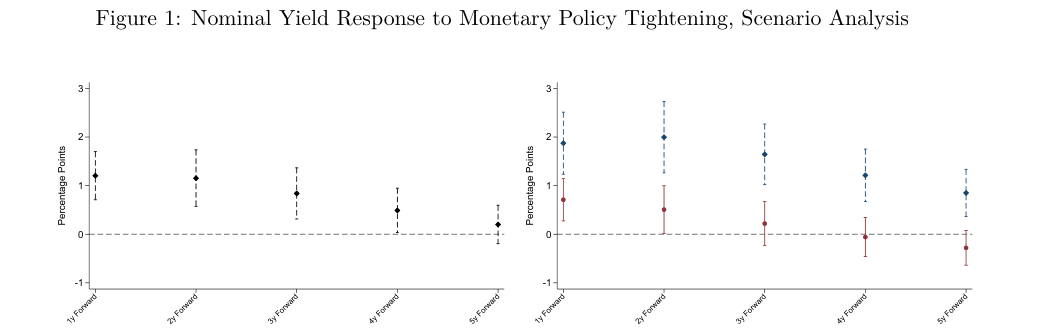 Figure 1: Nominal Yield Response to Monetary Policy Tightening, Scenario Analysis
Percentage Points
3
2
1
0
-1
1y Forward
2y Forward
3y Forward
4y Forward
5y Forward
Percentage Points
3
2
1
0
-1
1y Forward
2y Forward
3y Forward
4y Forward
5y Forward